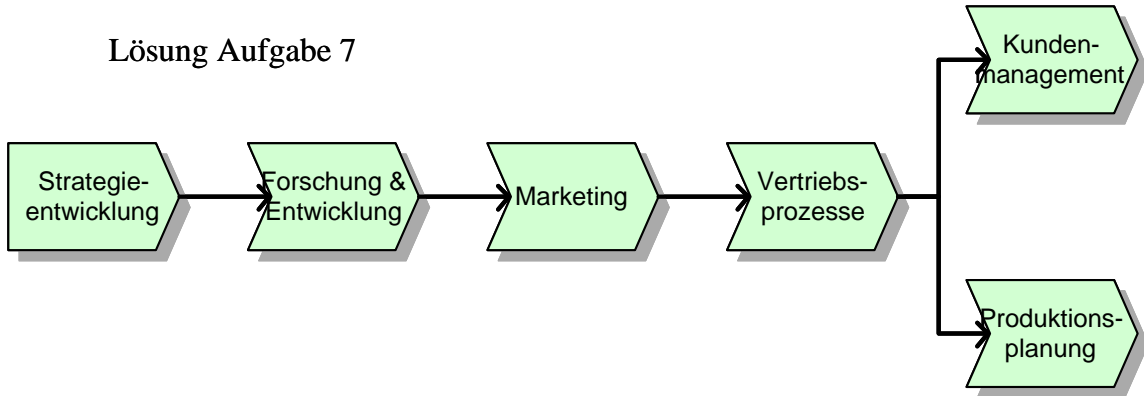 Lösung Aufgabe 7
Strategie-
entwicklung
Forschung &
Entwicklung
Marketing
Vertriebs-
prozesse
Kunden-
management
Produktions-
planung